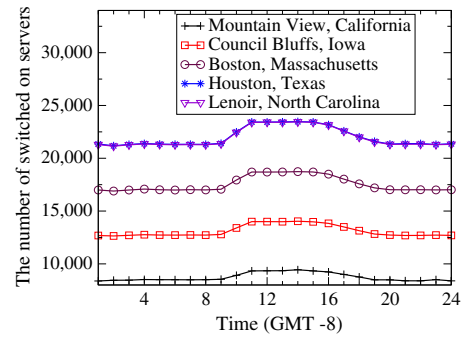 Mountain View, California
Council Bluffs, Iowa
Boston, Massachusetts
Houston, Texas
Lenoir, North Carolina
The number of switched on servers
33,000
25,000
20,000
15,000
10,000
4 8 12 16 20 24
Time (GMT -8)